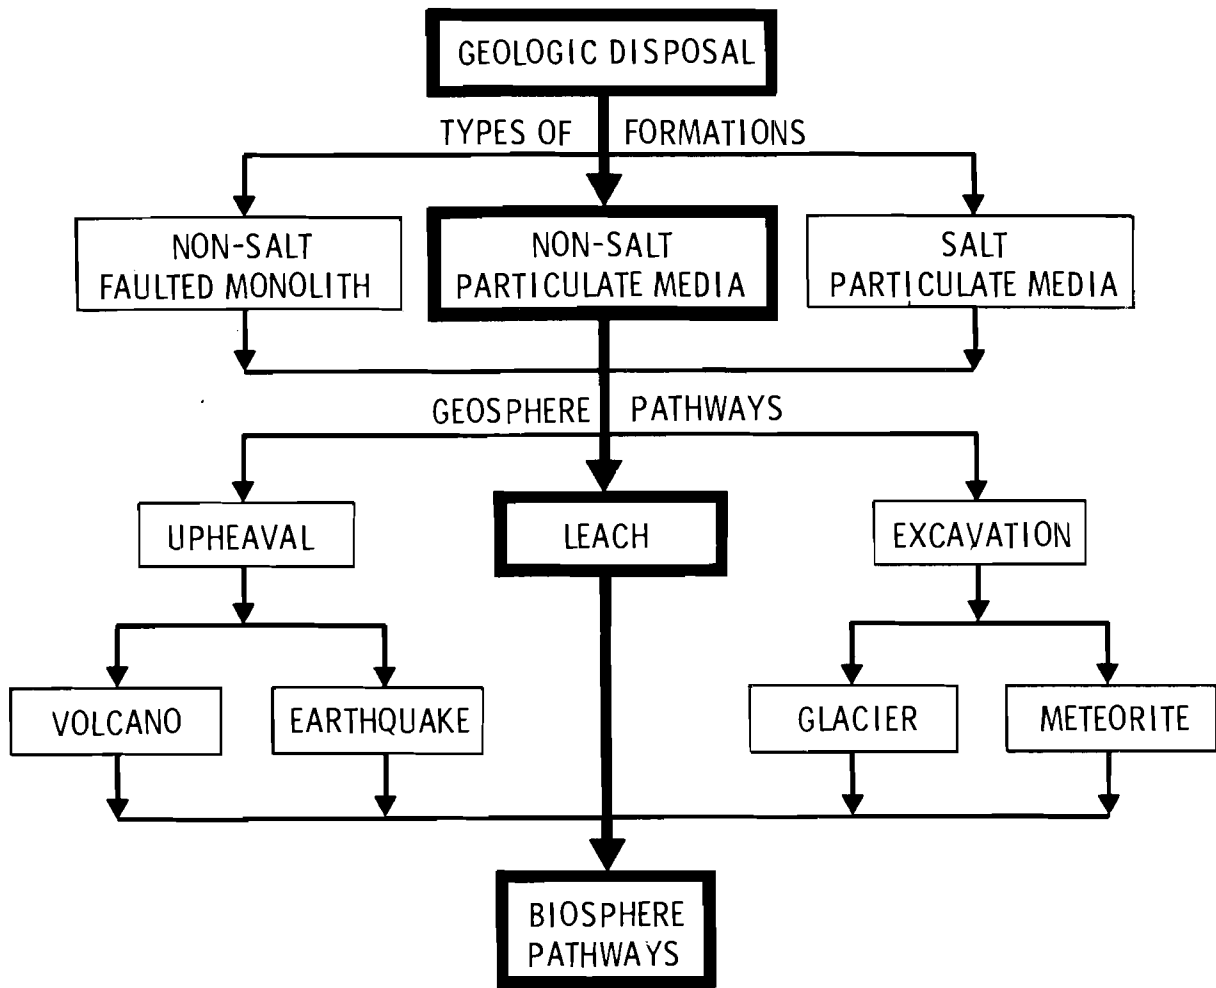 GEOLOGIC DISPOSAL
TYPES OF FORMATIONS
NON-SALT
FAULTED MONOLITH
NON-SALT
PARTICULATE MEDIA
SALT
PARTICULATE MEDIA
GEOSPHERE PATHWAYS
UPHEAVAL
LEACH
EXCAVATION
VOLCANO
EARTHQUAKE
GLACIER
METEORITE
BIOSPHERE
PATHWAYS